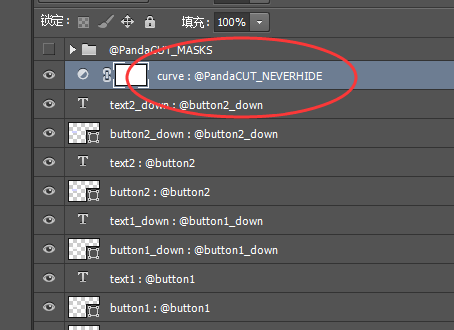 锁定: 填充: 100%
@PandaCUT_MASKS
curve : @PandaCUT_NEVERHIDE
T text2_down : @button2_down
button2_down : @button2_down
T text2 : @button2
button2 : @button2
T text1_down : @button1_down
button1_down : @button1_down
T text1 : @button1
button1 : @button1